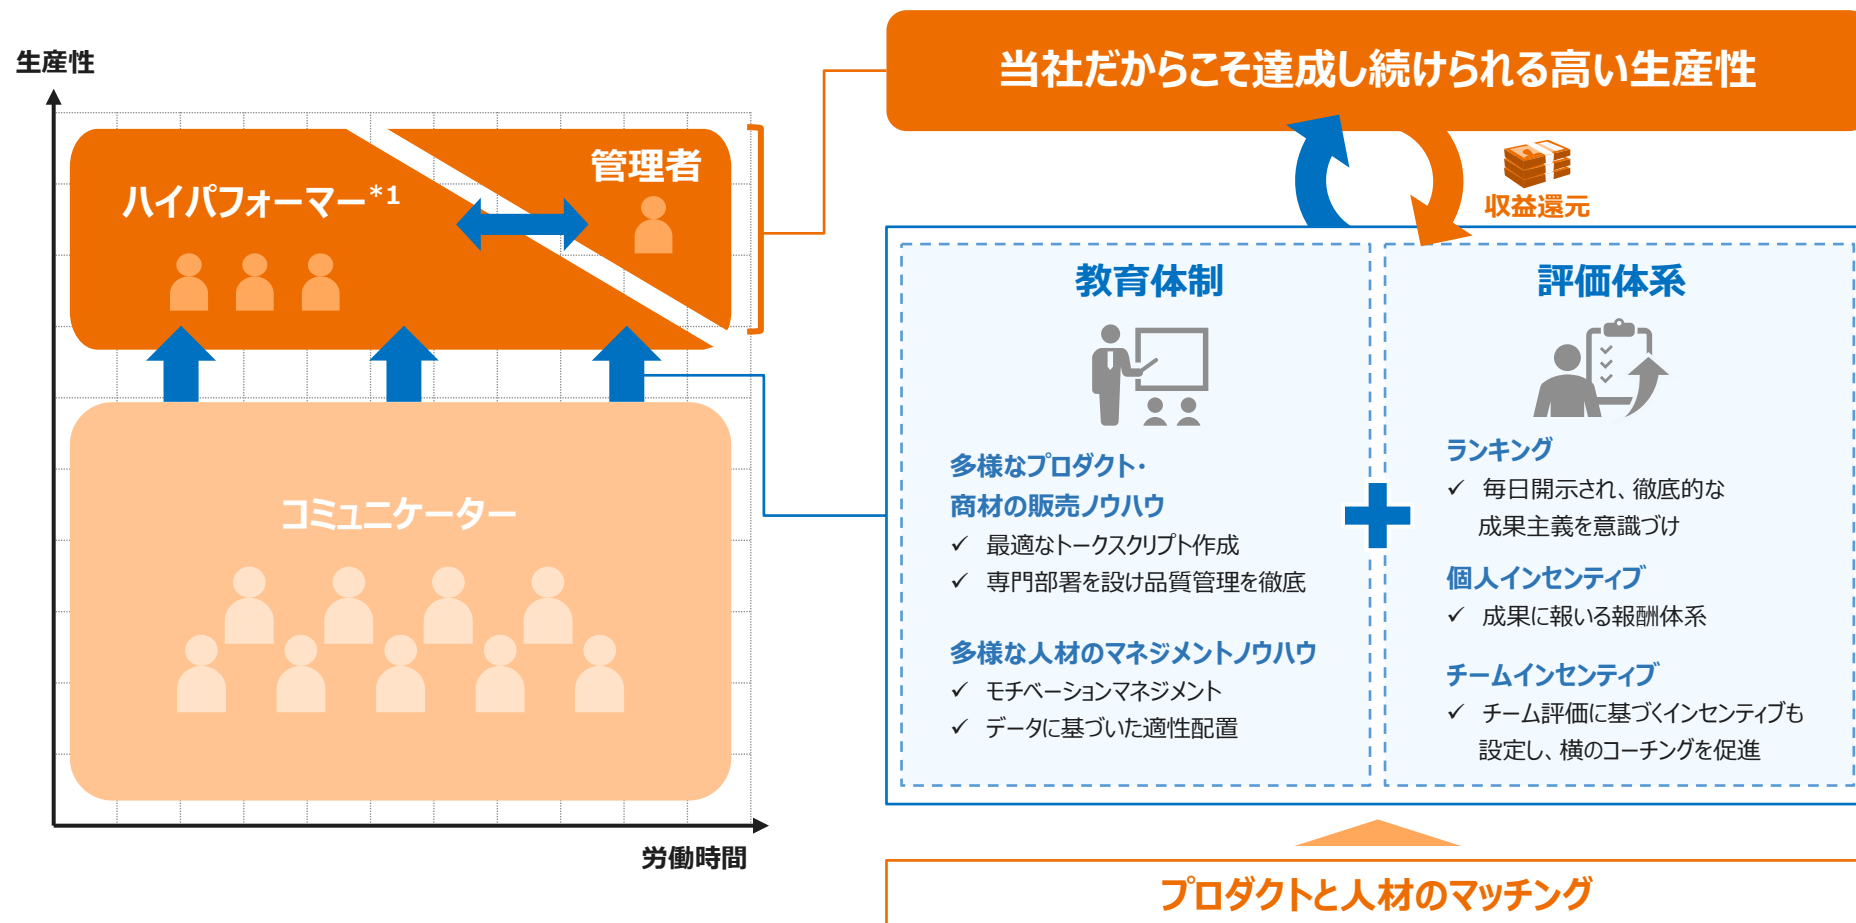 生産性
ハイパフォーマー*1
管理者
コミュニケーター
労働時間
当社だからこそ達成し続けられる高い生産性
収益還元
教育体制
多様なプロダクト・
商材の販売ノウハウ
✓ 最適なトークスクリプト作成
✓ 専門部署を設け品質管理を徹底
多様な人材のマネジメントノウハウ
✓ モチベーションマネジメント
✓ データに基づいた適性配置
評価体系
ランキング
✓ 毎日開示され、徹底的な
成果主義を意識づけ
個人インセンティブ
✓ 成果に報いる報酬体系
チームインセンティブ
✓ チーム評価に基づくインセンティブも
設定し、横のコーチングを促進
プロダクトと人材のマッチング